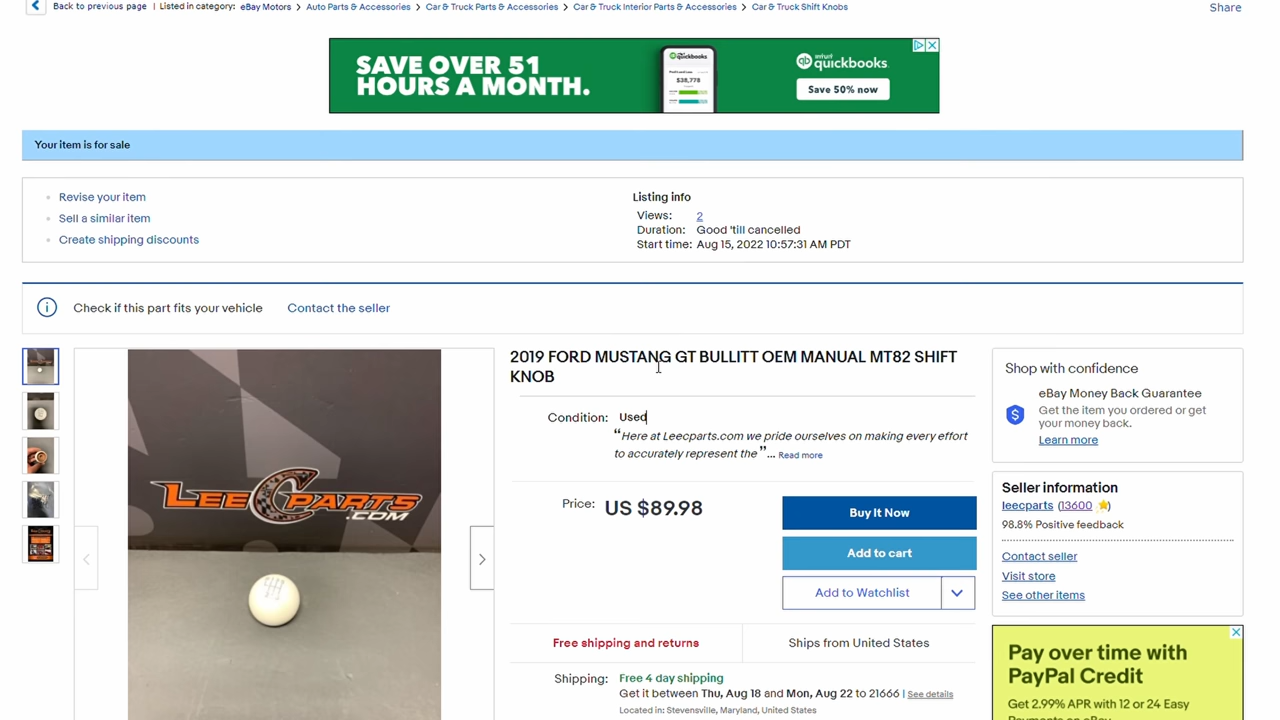 Back to previous page | Listed in category: eBay Motors > Auto Parts & Accessories > Car & Truck Parts & Accessories > Car & Truck Interior Parts & Accessories > Car & Truck Shift Knobs
Share
SAVE OVER 51
HOURS A MONTH.
quickbooks
$38,778
intuit
quickbooks.
Save 50% now
Your item is for sale
Revise your item
Sell a similar item
Create shipping discounts
Listing info
Views: 2
Duration: Good 'till cancelled
Start time: Aug 15, 2022 10:57:31 AM PDT
Check if this part fits your vehicle Contact the seller
2019 FORD MUSTANG GT BULLITT OEM MANUAL MT82 SHIFT
KNOB
Condition: Used
“Here at Leecparts.com we pride ourselves on making every effort
to accurately represent the ”... Read more
Price: US $89.98
Buy It Now
Add to cart
Add to Watchlist
Free shipping and returns
Ships from United States
Shipping: Free 4 day shipping
Get it between Thu, Aug 18 and Mon, Aug 22 to 21666 | See details
Located in: Stevensville, Maryland, United States
LEE C PARTS
.COM
Shop with confidence
eBay Money Back Guarantee
Get the item you ordered or get
your money back.
Learn more
Seller information
leecparts (13600)
98.8% Positive feedback
Contact seller
Visit store
See other items
Pay over time with
PayPal Credit
Get 2.99% APR with 12 or 24 Easy
Payments on eBay